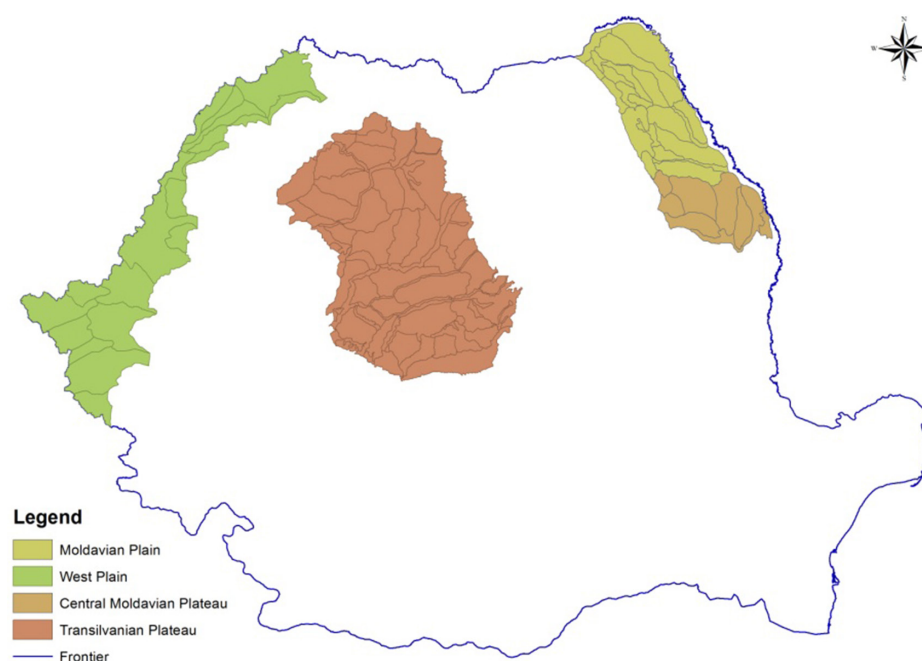 N
W
E
S
Legend
Moldavian Plain
West Plain
Central Moldavian Plateau
Transilvanian Plateau
Frontier